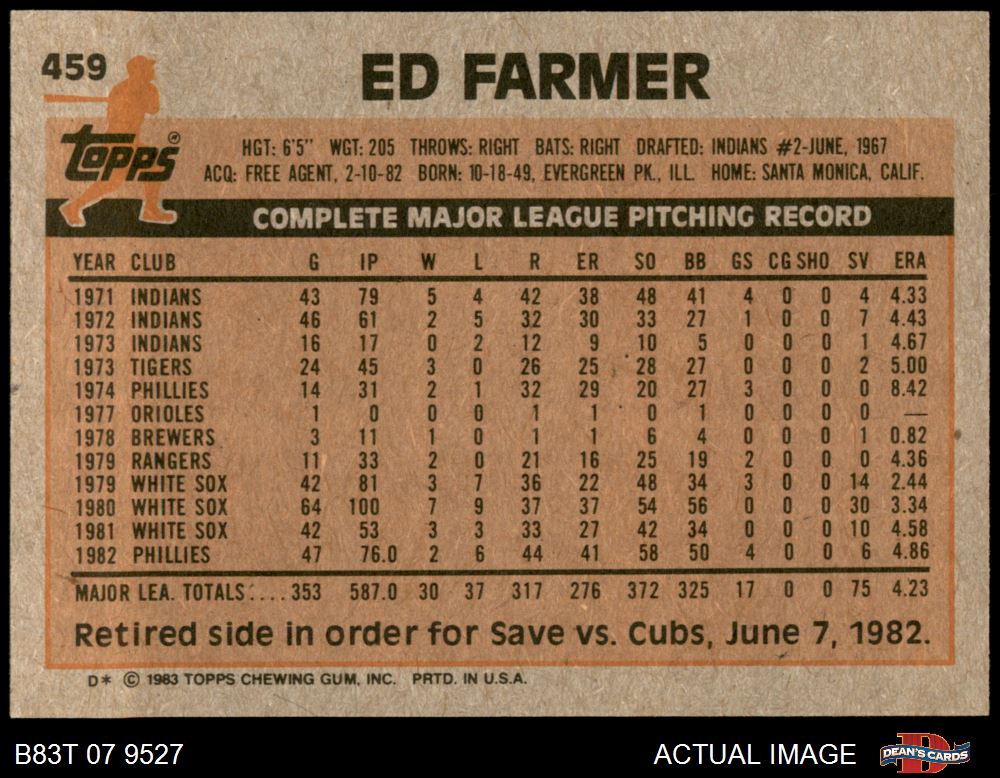 459
ED FARMER
Topps
HGT: 6'5" WGT: 205 THROWS: RIGHT BATS: RIGHT DRAFTED: INDIANS #2-JUNE, 1967
ACQ: FREE AGENT, 2-10-82 BORN: 10-18-49, EVERGREEN PK., ILL. HOME: SANTA MONICA, CALIF.
COMPLETE MAJOR LEAGUE PITCHING RECORD
YEAR CLUB G IP W L R ER SO BB GS CG SHO SV ERA
1971 INDIANS 43 79 5 4 42 38 48 41 4 0 0 4 4.33
1972 INDIANS 46 61 2 5 32 30 33 27 1 0 0 7 4.43
1973 INDIANS 16 17 0 2 12 9 10 5 0 0 0 1 4.67
1973 TIGERS 24 45 3 0 26 25 28 27 0 0 0 2 5.00
1974 PHILLIES 14 31 2 1 32 29 20 27 3 0 0 0 8.42
1977 ORIOLES 1 0 0 0 1 1 0 1 0 0 0 0 —
1978 BREWERS 3 11 1 0 1 1 6 4 0 0 0 1 0.82
1979 RANGERS 11 33 2 0 21 16 25 19 2 0 0 0 4.36
1979 WHITE SOX 42 81 3 7 36 22 48 34 3 0 0 14 2.44
1980 WHITE SOX 64 100 7 9 37 37 54 56 0 0 0 30 3.34
1981 WHITE SOX 42 53 3 3 33 27 42 34 0 0 0 10 4.58
1982 PHILLIES 47 76.0 2 6 44 41 58 50 4 0 0 6 4.86
MAJOR LEA. TOTALS....353 587.0 30 37 317 276 372 325 17 0 0 75 4.23
Retired side in order for Save vs. Cubs, June 7, 1982.
D* © 1983 TOPPS CHEWING GUM, INC. PRTD. IN U.S.A.
B83T 07 9527 ACTUAL IMAGE DEAN'S CARDS